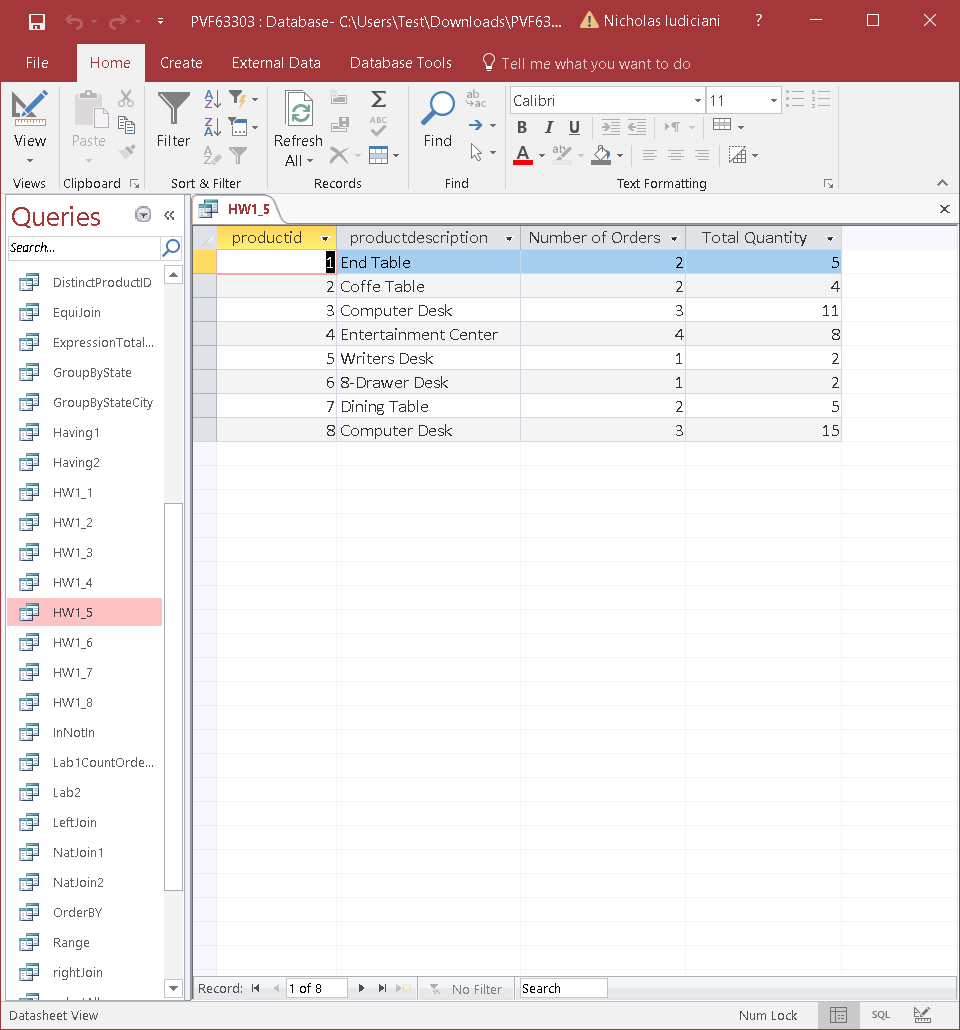 PVF63303 : Database- C:\Users\Test\Downloads\PVF63... Nicholas Iudiciani ?
File Home Create External Data Database Tools Tell me what you want to do
View
Views
Paste
Clipboard
Filter
Sort & Filter
Refresh
All
Records
ABC
Find
Find
ab
ac
Calibri 11
B I U
A ab
Text Formatting
Queries
Search...
DistinctProductID
EquiJoin
ExpressionTotal...
GroupByState
GroupByStateCity
Having1
Having2
HW1_1
HW1_2
HW1_3
HW1_4
HW1_5
HW1_6
HW1_7
HW1_8
InNotIn
Lab1CountOrde...
Lab2
LeftJoin
NatJoin1
NatJoin2
OrderBY
Range
rightJoin
HW1_5
productid productdescription Number of Orders Total Quantity
1 End Table 2 5
2 Coffe Table 2 4
3 Computer Desk 3 11
4 Entertainment Center 4 8
5 Writers Desk 1 2
6 8-Drawer Desk 1 2
7 Dining Table 2 5
8 Computer Desk 3 15
Record: 1 of 8 No Filter Search
Datasheet View Num Lock SQL